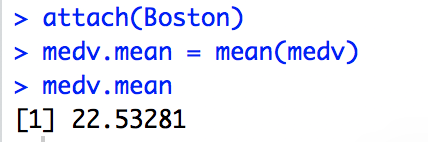 > attach(Boston)
> medv.mean = mean(medv)
> medv.mean
[1] 22.53281